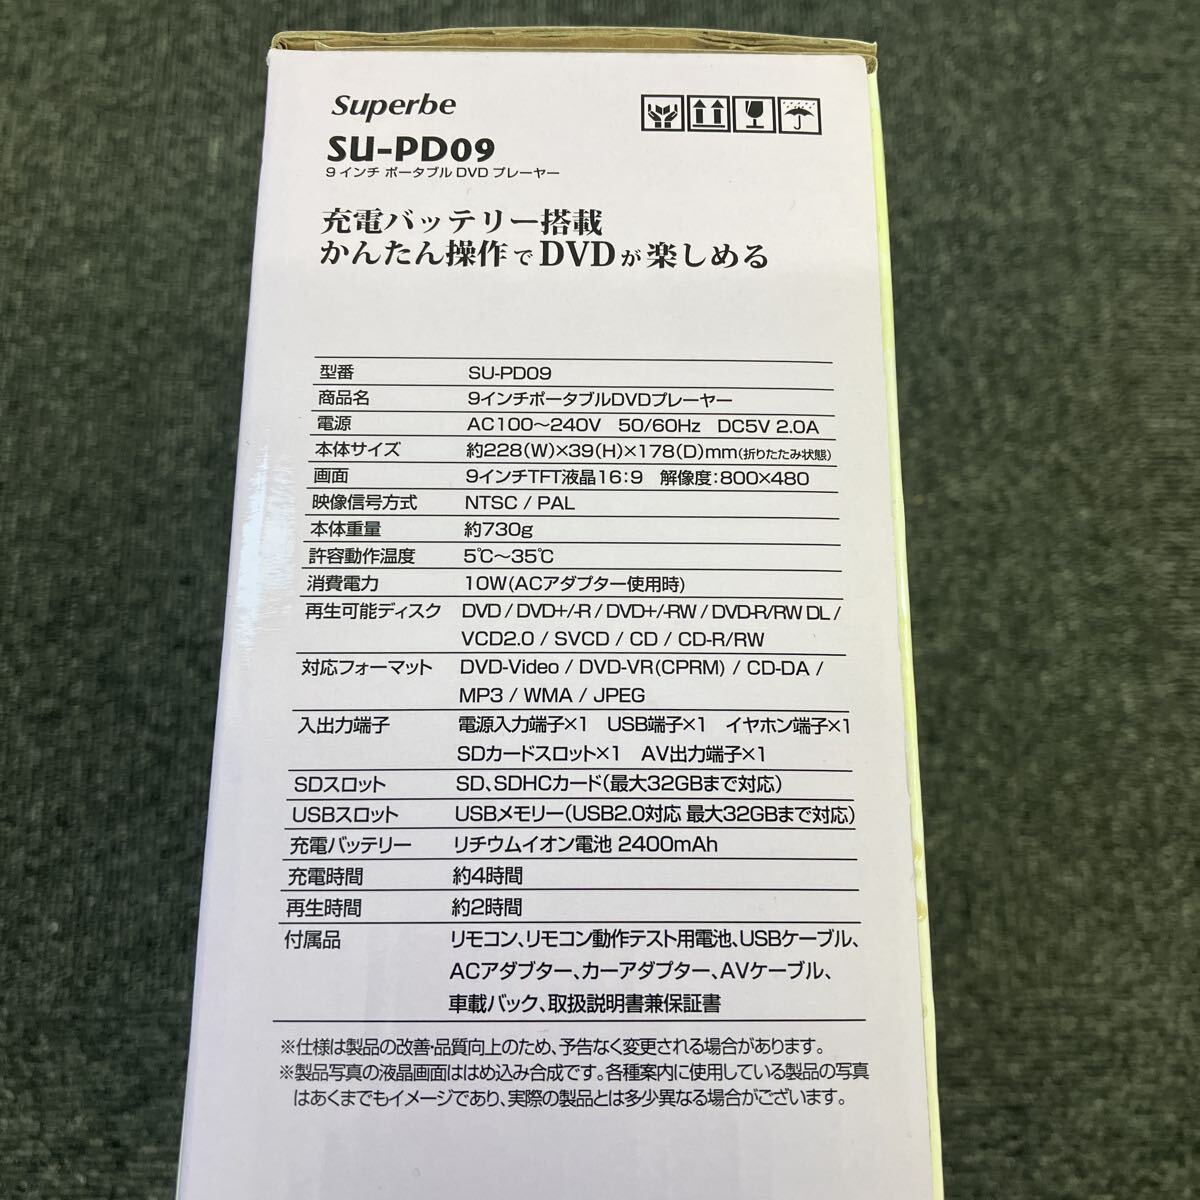 Superbe
SU-PD09
9インチ ポータブル DVD プレーヤー
充電バッテリー搭載
かんたん操作でDVDが楽しめる
型番 SU-PD09
商品名 9インチポータブルDVDプレーヤー
電源 AC100～240V 50/60Hz DC5V 2.0A
本体サイズ 約228(W)×39(H)×178(D)mm(折りたたみ状態)
画面 9インチTFT液晶16:9 解像度:800×480
映像信号方式 NTSC / PAL
本体重量 約730g
許容動作温度 5℃～35℃
消費電力 10W(ACアダプター使用時)
再生可能ディスク DVD / DVD+/-R / DVD+/-RW / DVD-R/RW DL /
VCD2.0 / SVCD / CD / CD-R/RW
対応フォーマット DVD-Video / DVD-VR(CPRM) / CD-DA /
MP3 / WMA / JPEG
入出力端子 電源入力端子×1 USB端子×1 イヤホン端子×1
SDカードスロット×1 AV出力端子×1
SDスロット SD、SDHCカード(最大32GBまで対応)
USBスロット USBメモリー(USB2.0対応 最大32GBまで対応)
充電バッテリー リチウムイオン電池 2400mAh
充電時間 約4時間
再生時間 約2時間
付属品 リモコン、リモコン動作テスト用電池、USBケーブル、
ACアダプター、カーアダプター、AVケーブル、
車載バック、取扱説明書兼保証書
※仕様は製品の改善・品質向上のため、予告なく変更される場合があります。
※製品写真の液晶画面ははめ込み合成です。各種案内に使用している製品の写真
はあくまでもイメージであり、実際の製品とは多少異なる場合がございます。